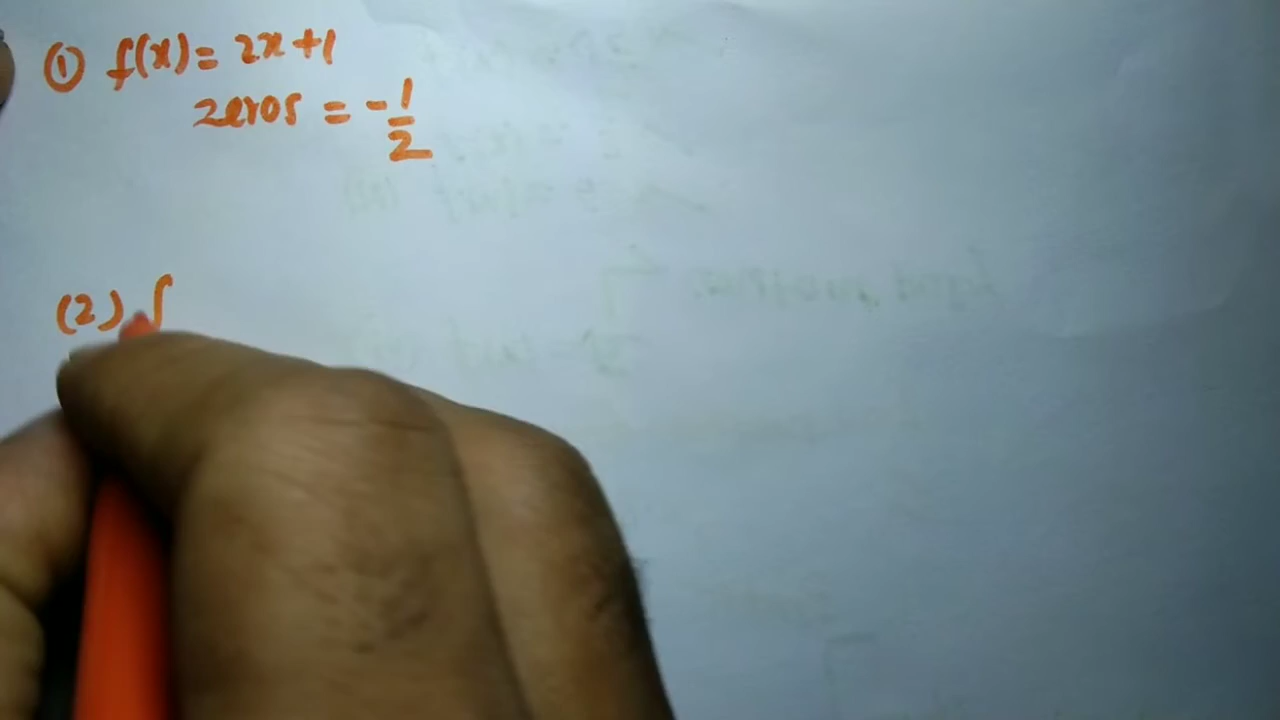 ① f(x) = 2x+1
zeros = -1/2
(2) f